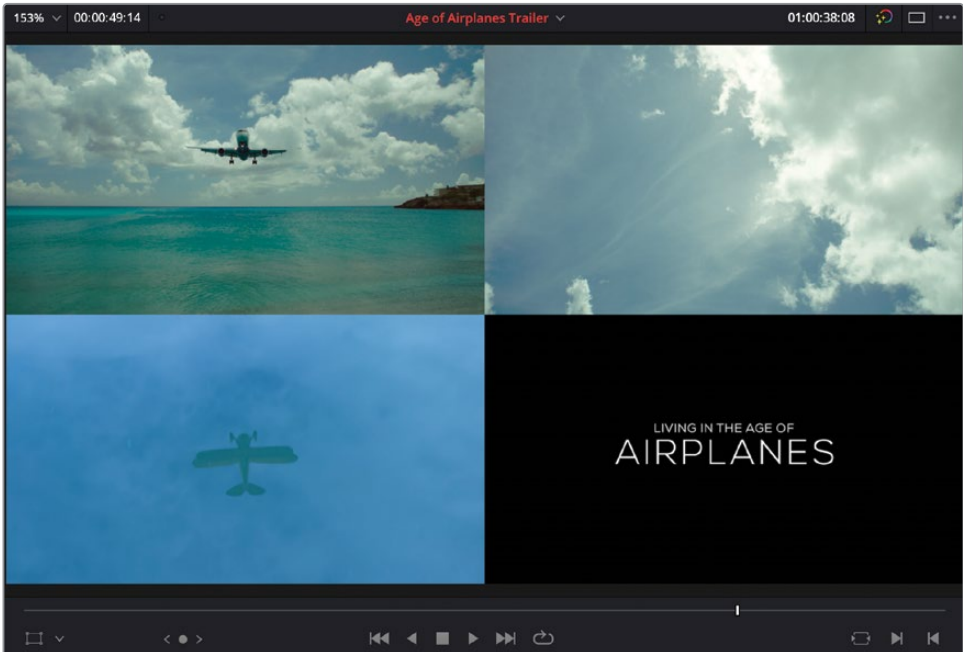 153% 00:00:49:14 Age of Airplanes Trailer 01:00:38:08
LIVING IN THE AGE OF
AIRPLANES